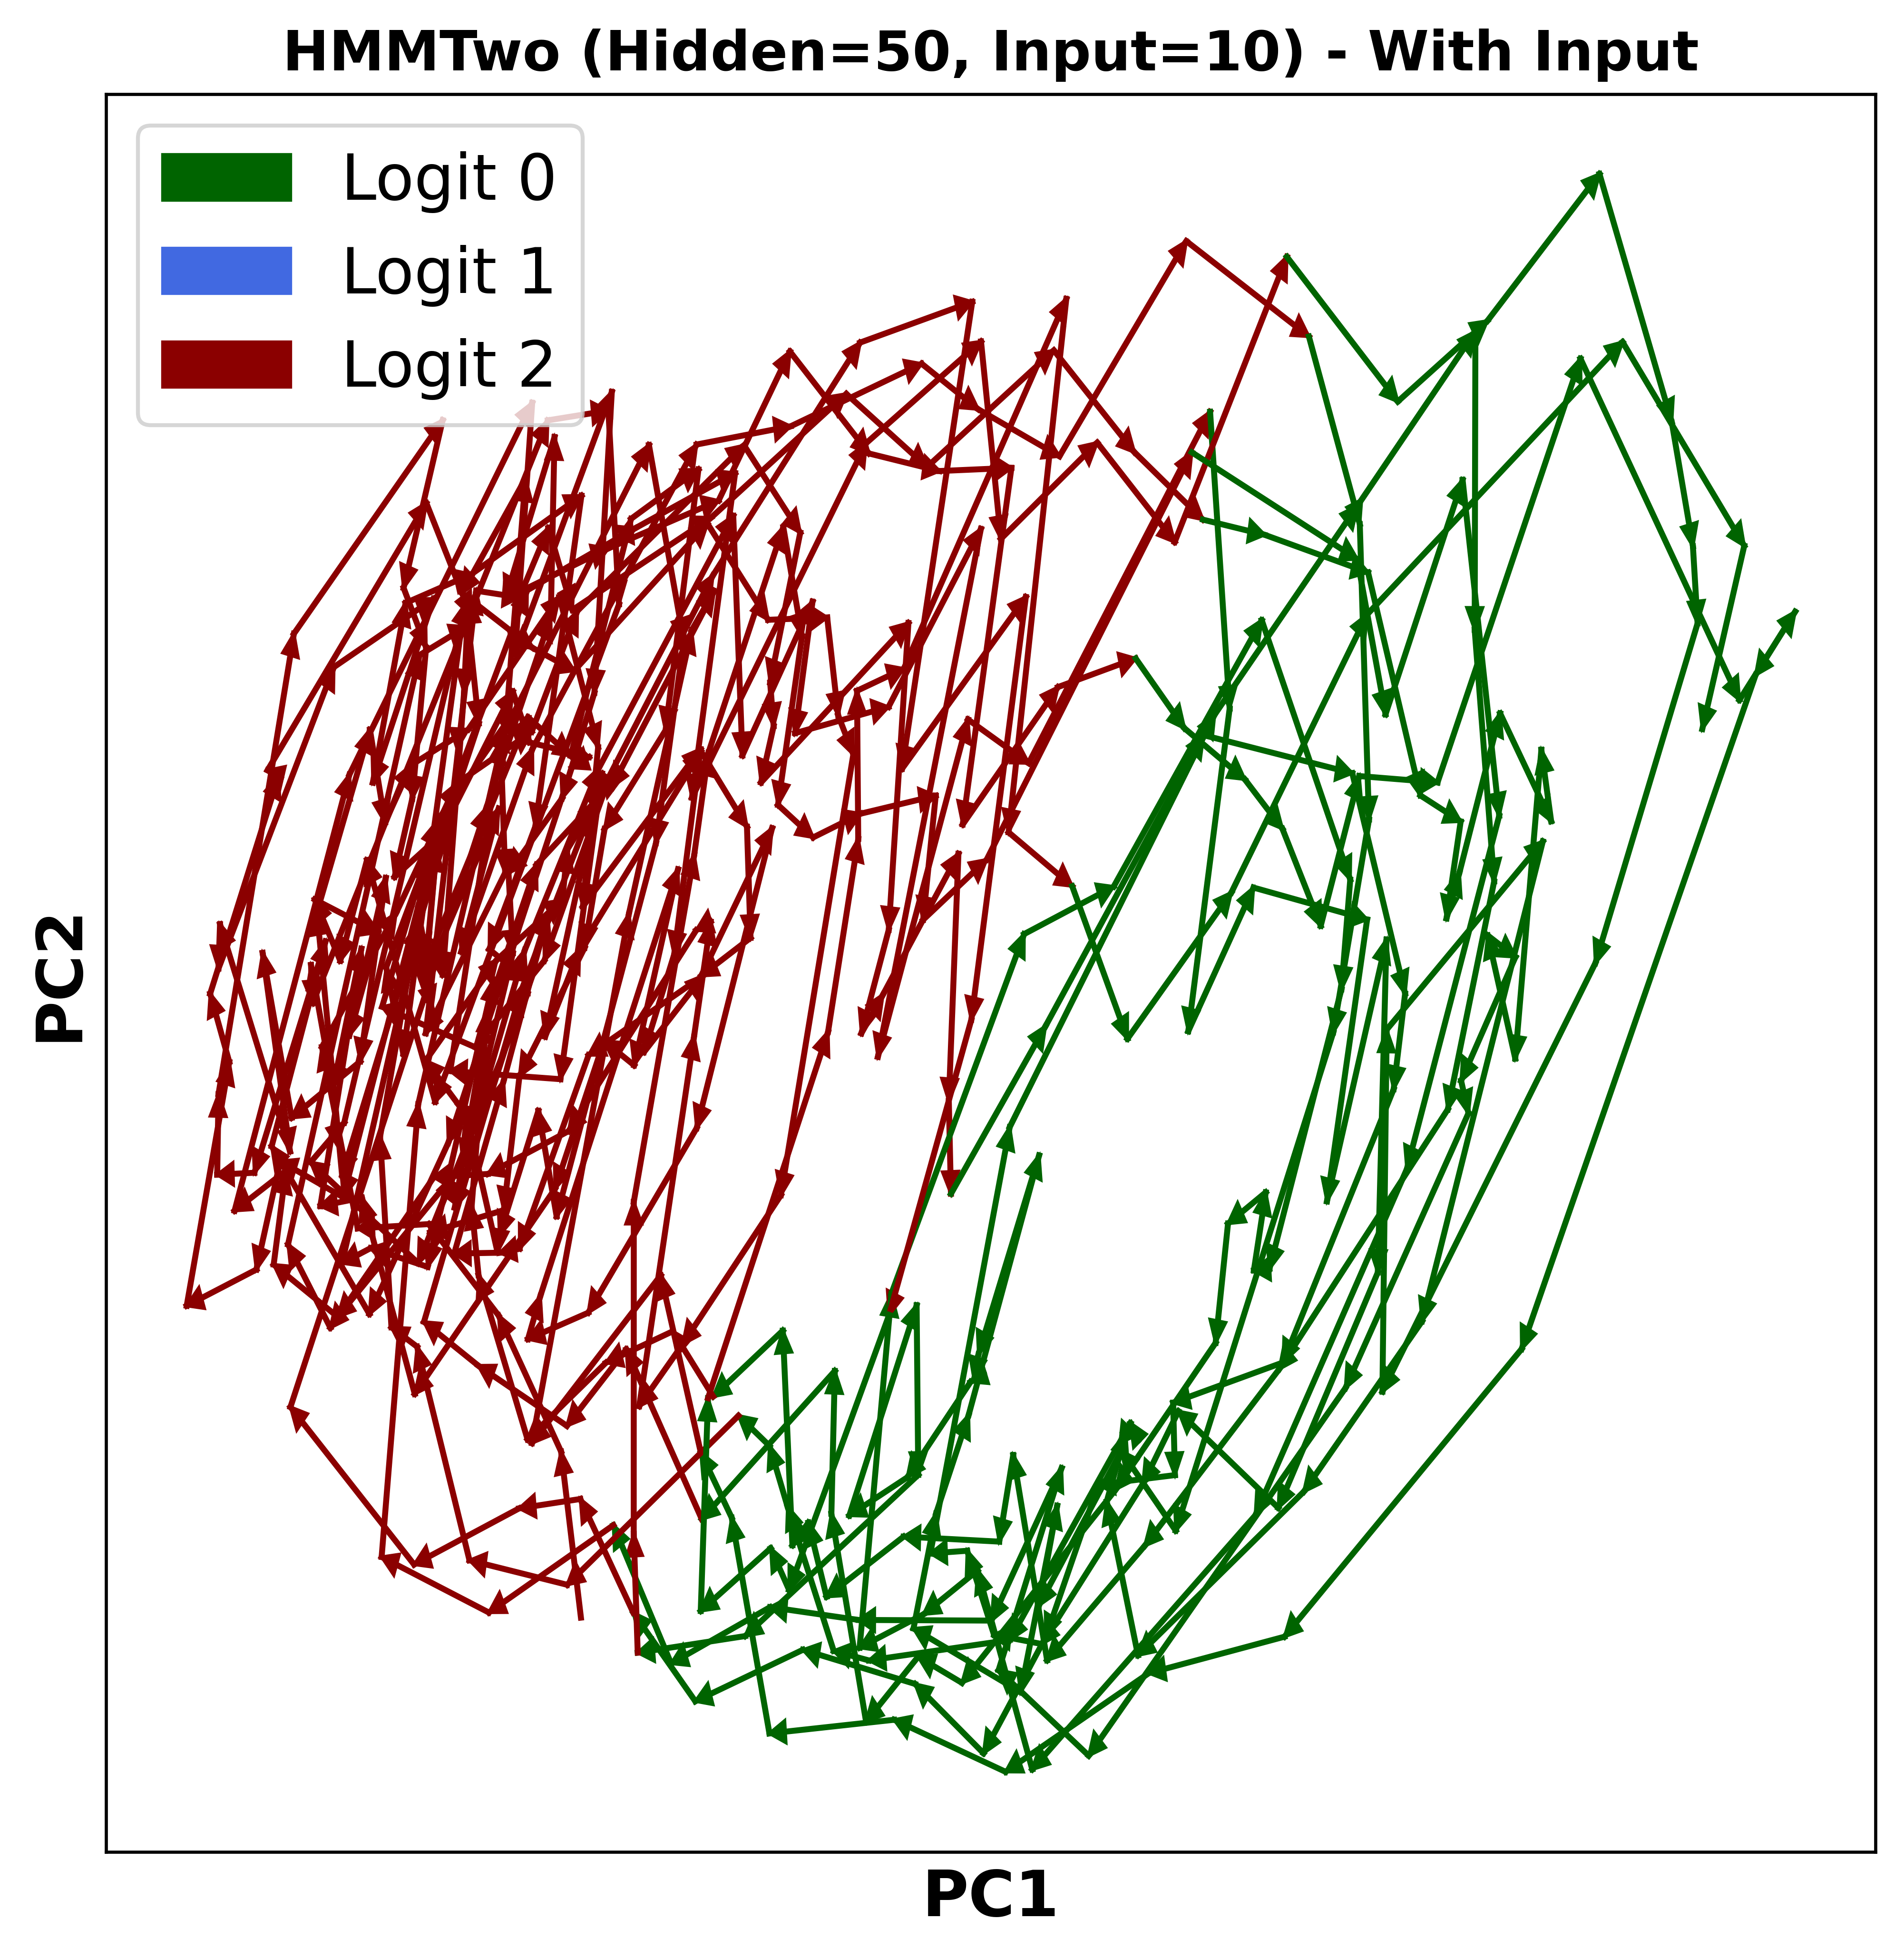 HMMTwo (Hidden=50, Input=10) - With Input
Logit 0
Logit 1
Logit 2
PC2
PC1